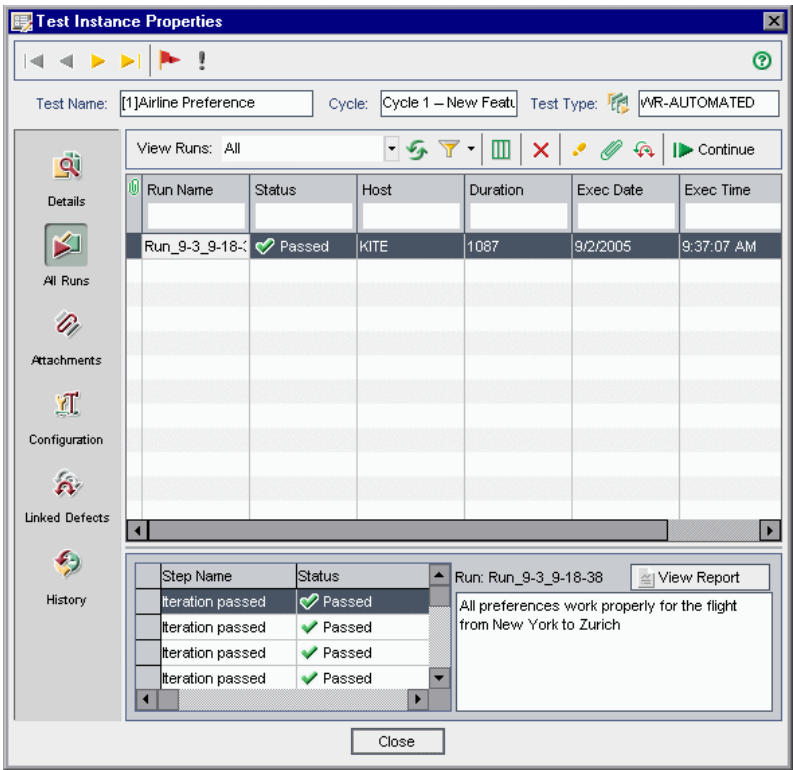 Test Instance Properties
Test Name: [1]Airline Preference Cycle: Cycle 1 – New Featu Test Type: WR-AUTOMATED
View Runs: All Continue
Details
All Runs
Attachments
Configuration
Linked Defects
History
Run Name Status Host Duration Exec Date Exec Time
Run_9-3_9-18-3 Passed KITE 1087 9/2/2005 9:37:07 AM
Step Name Status
Iteration passed Passed
Iteration passed Passed
Iteration passed Passed
Iteration passed Passed
Run: Run_9-3_9-18-38 View Report
All preferences work properly for the flight
from New York to Zurich
Close